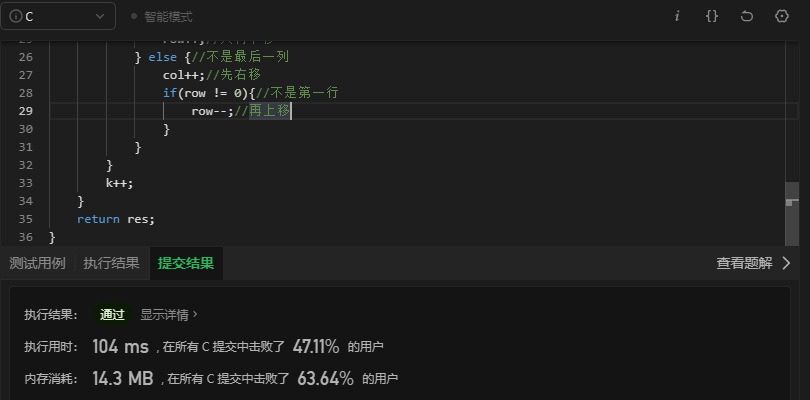 C 智能模式
26 } else {//不是最后一列
27 col++;//先右移
28 if(row != 0){//不是第一行
29 row--;//再上移
30 }
31 }
32 }
33 k++;
34 }
35 return res;
36 }
测试用例 执行结果 提交结果 查看题解
执行结果: 通过 显示详情
执行用时: 104 ms , 在所有 C 提交中击败了 47.11% 的用户
内存消耗: 14.3 MB , 在所有 C 提交中击败了 63.64% 的用户